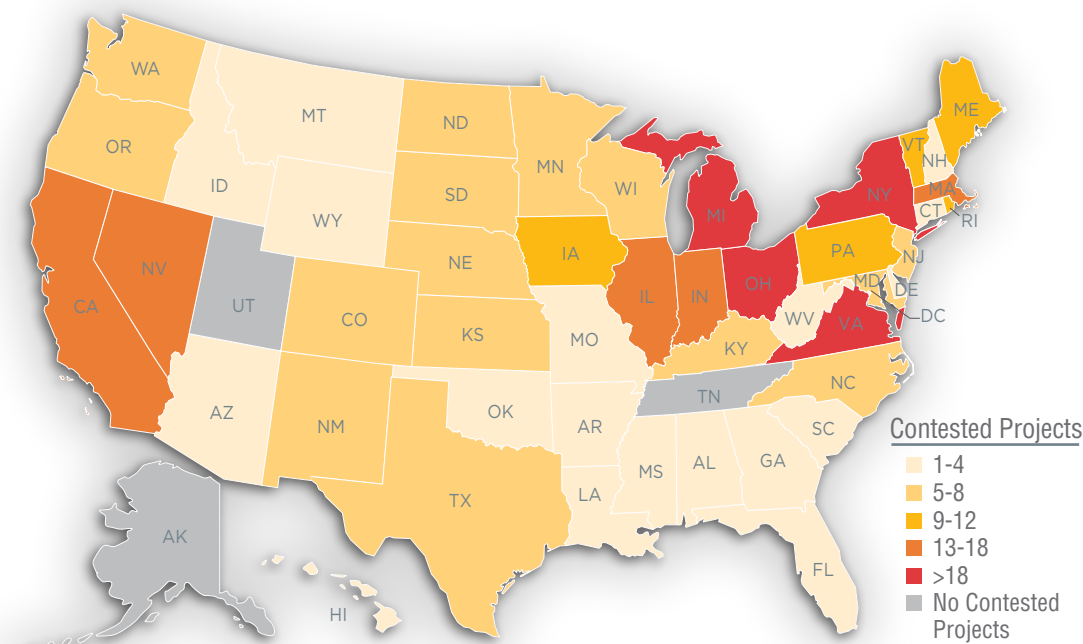 WA
MT
ND
ME
OR
MN
VT
NH
ID
SD
WI
NY
MA
WY
MI
CT
RI
IA
PA
NE
NJ
NV
IL
IN
OH
MD
DE
CA
UT
CO
DC
KS
WV
VA
MO
KY
NC
TN
AZ
OK
NM
AR
SC
MS
AL
GA
LA
TX
AK
FL
HI
Contested Projects
1-4
5-8
9-12
13-18
>18
No Contested
Projects